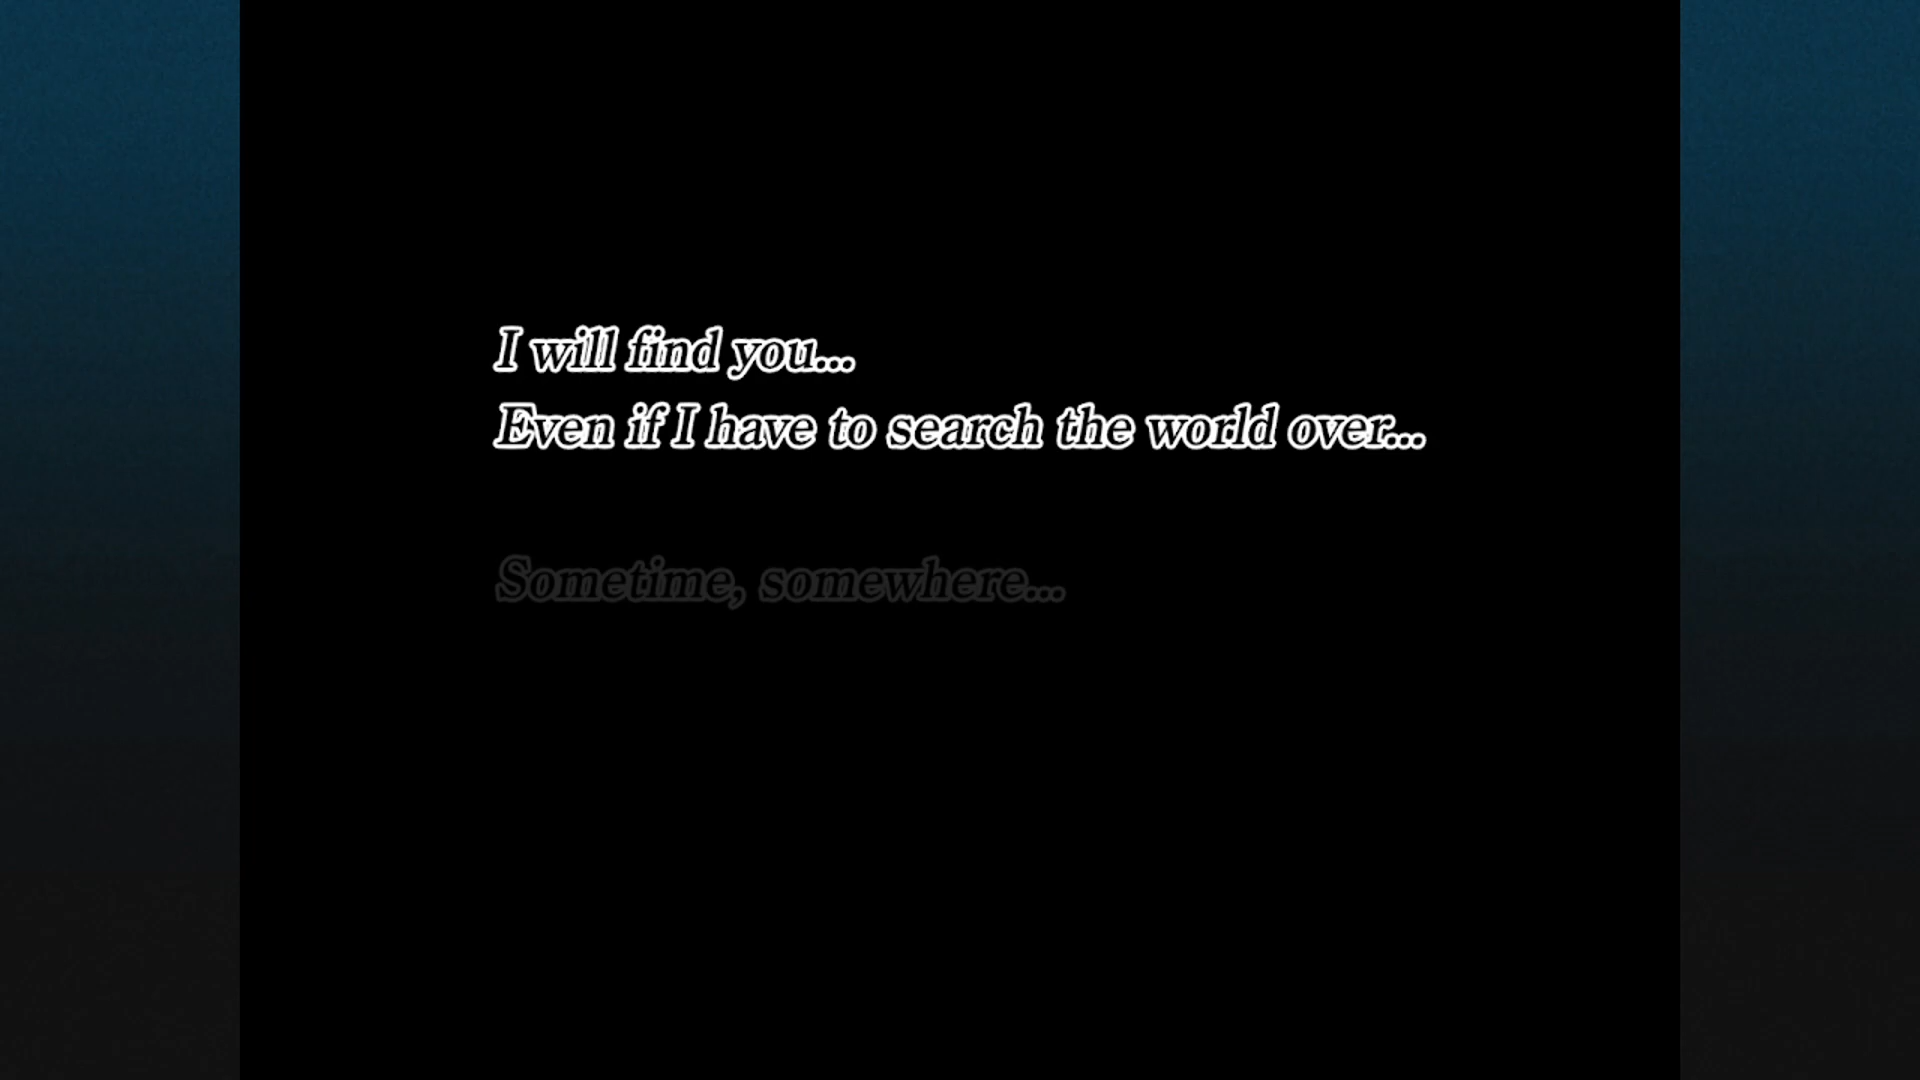 I will find you...
Even if I have to search the world over...
Sometime, somewhere...